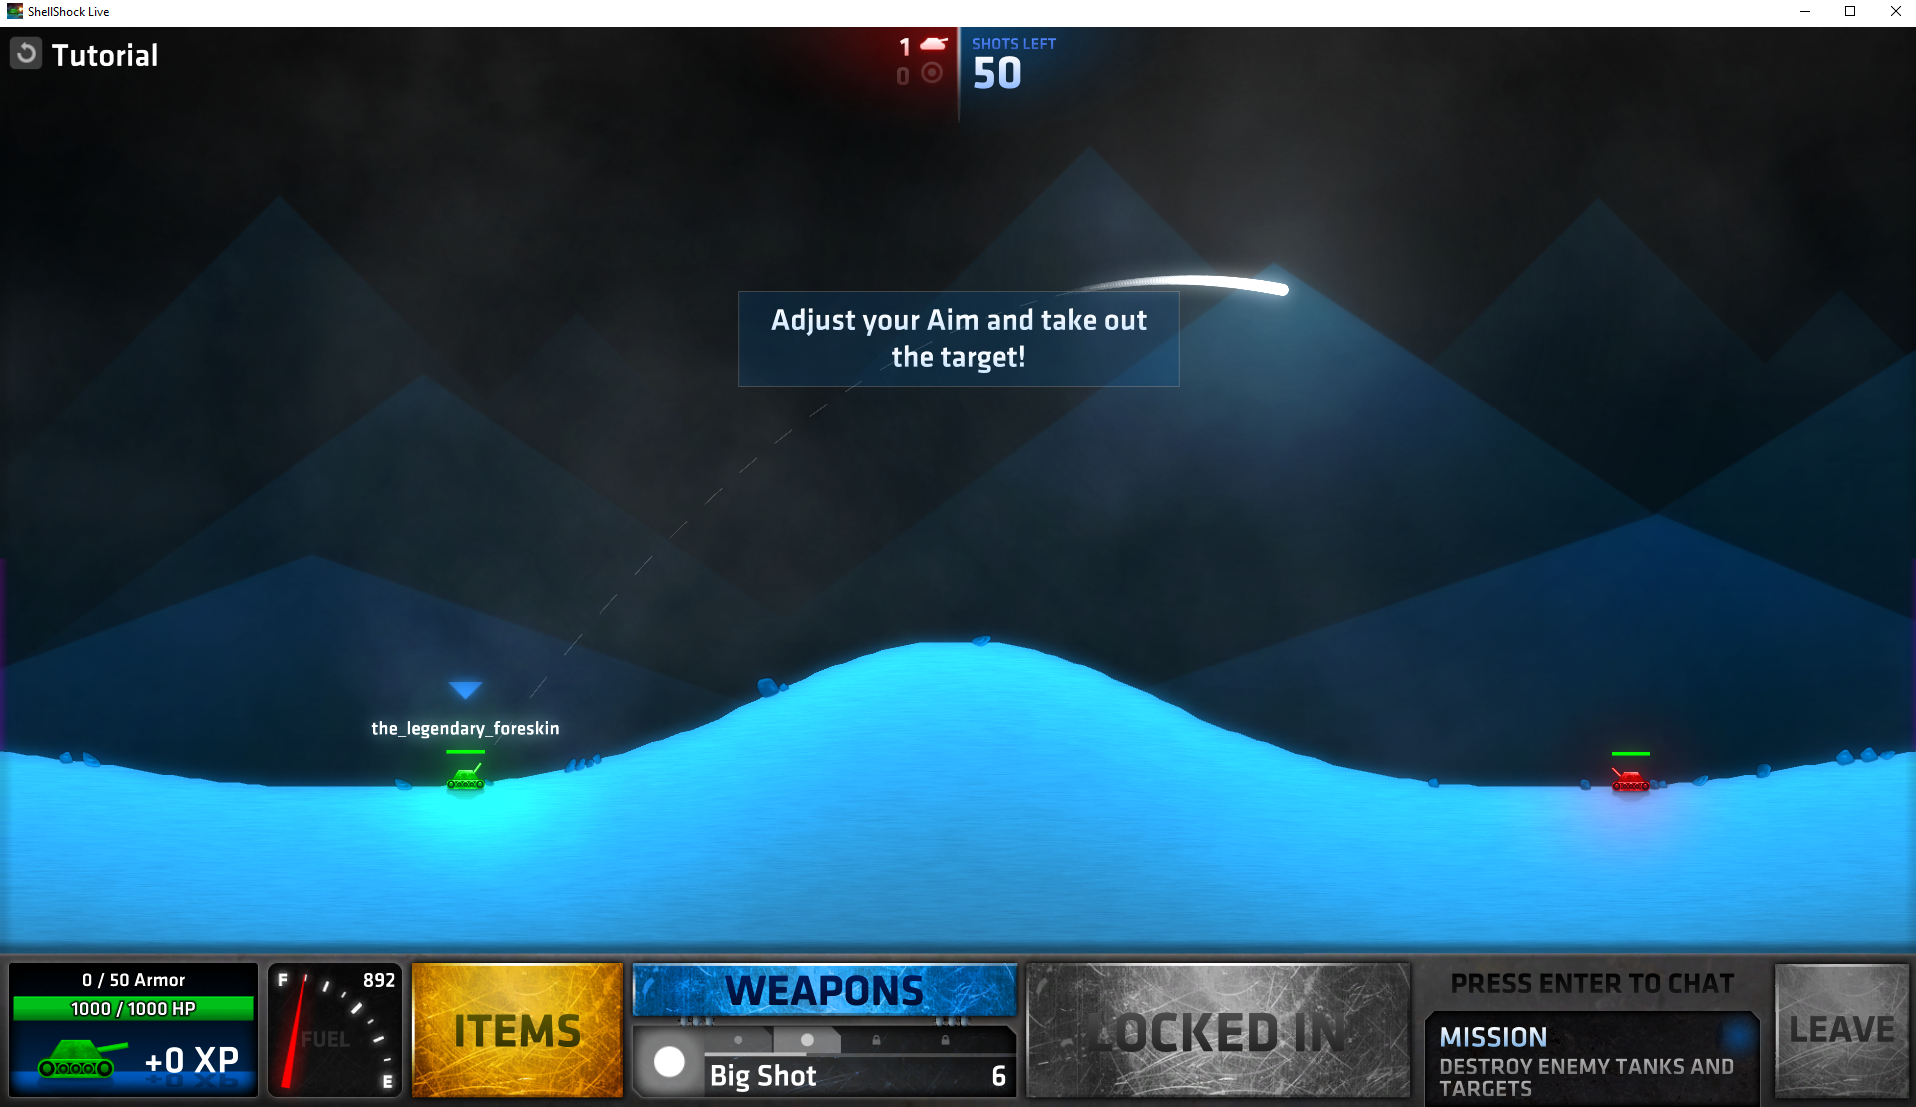 ShellShock Live
Tutorial
1
0
SHOTS LEFT
50
Adjust your Aim and take out
the target!
the_legendary_foreskin
0 / 50 Armor
1000 / 1000 HP
+0 XP
F
892
FUEL
E
ITEMS
WEAPONS
Big Shot
6
LOCKED IN
PRESS ENTER TO CHAT
MISSION
DESTROY ENEMY TANKS AND
TARGETS
LEAVE